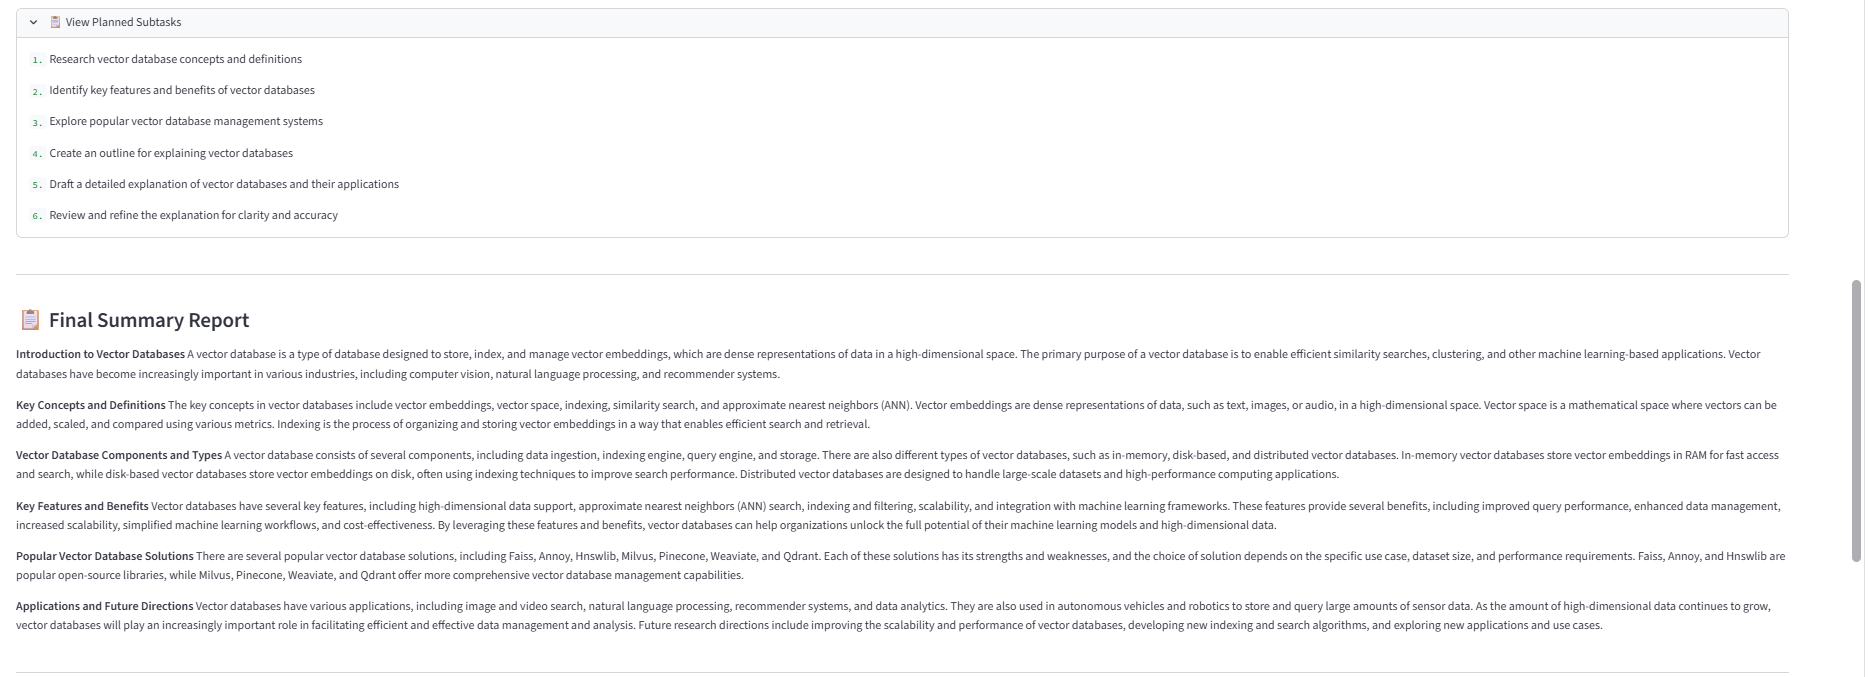 View Planned Subtasks
1. Research vector database concepts and definitions
2. Identify key features and benefits of vector databases
3. Explore popular vector database management systems
4. Create an outline for explaining vector databases
5. Draft a detailed explanation of vector databases and their applications
6. Review and refine the explanation for clarity and accuracy
Final Summary Report
Introduction to Vector Databases A vector database is a type of database designed to store, index, and manage vector embeddings, which are dense representations of data in a high-dimensional space. The primary purpose of a vector database is to enable efficient similarity searches, clustering, and other machine learning-based applications. Vector
databases have become increasingly important in various industries, including computer vision, natural language processing, and recommender systems.
Key Concepts and Definitions The key concepts in vector databases include vector embeddings, vector space, indexing, similarity search, and approximate nearest neighbors (ANN). Vector embeddings are dense representations of data, such as text, images, or audio, in a high-dimensional space. Vector space is a mathematical space where vectors can be
added, scaled, and compared using various metrics. Indexing is the process of organizing and storing vector embeddings in a way that enables efficient search and retrieval.
Vector Database Components and Types A vector database consists of several components, including data ingestion, indexing engine, query engine, and storage. There are also different types of vector databases, such as in-memory, disk-based, and distributed vector databases. In-memory vector databases store vector embeddings in RAM for fast access
and search, while disk-based vector databases store vector embeddings on disk, often using indexing techniques to improve search performance. Distributed vector databases are designed to handle large-scale datasets and high-performance computing applications.
Key Features and Benefits Vector databases have several key features, including high-dimensional data support, approximate nearest neighbors (ANN) search, indexing and filtering, scalability, and integration with machine learning frameworks. These features provide several benefits, including improved query performance, enhanced data management,
increased scalability, simplified machine learning workflows, and cost-effectiveness. By leveraging these features and benefits, vector databases can help organizations unlock the full potential of their machine learning models and high-dimensional data.
Popular Vector Database Solutions There are several popular vector database solutions, including Faiss, Annoy, Hnswlib, Milvus, Pinecone, Weaviate, and Qdrant. Each of these solutions has its strengths and weaknesses, and the choice of solution depends on the specific use case, dataset size, and performance requirements. Faiss, Annoy, and Hnswlib are
popular open-source libraries, while Milvus, Pinecone, Weaviate, and Qdrant offer more comprehensive vector database management capabilities.
Applications and Future Directions Vector databases have various applications, including image and video search, natural language processing, recommender systems, and data analytics. They are also used in autonomous vehicles and robotics to store and query large amounts of sensor data. As the amount of high-dimensional data continues to grow,
vector databases will play an increasingly important role in facilitating efficient and effective data management and analysis. Future research directions include improving the scalability and performance of vector databases, developing new indexing and search algorithms, and exploring new applications and use cases.